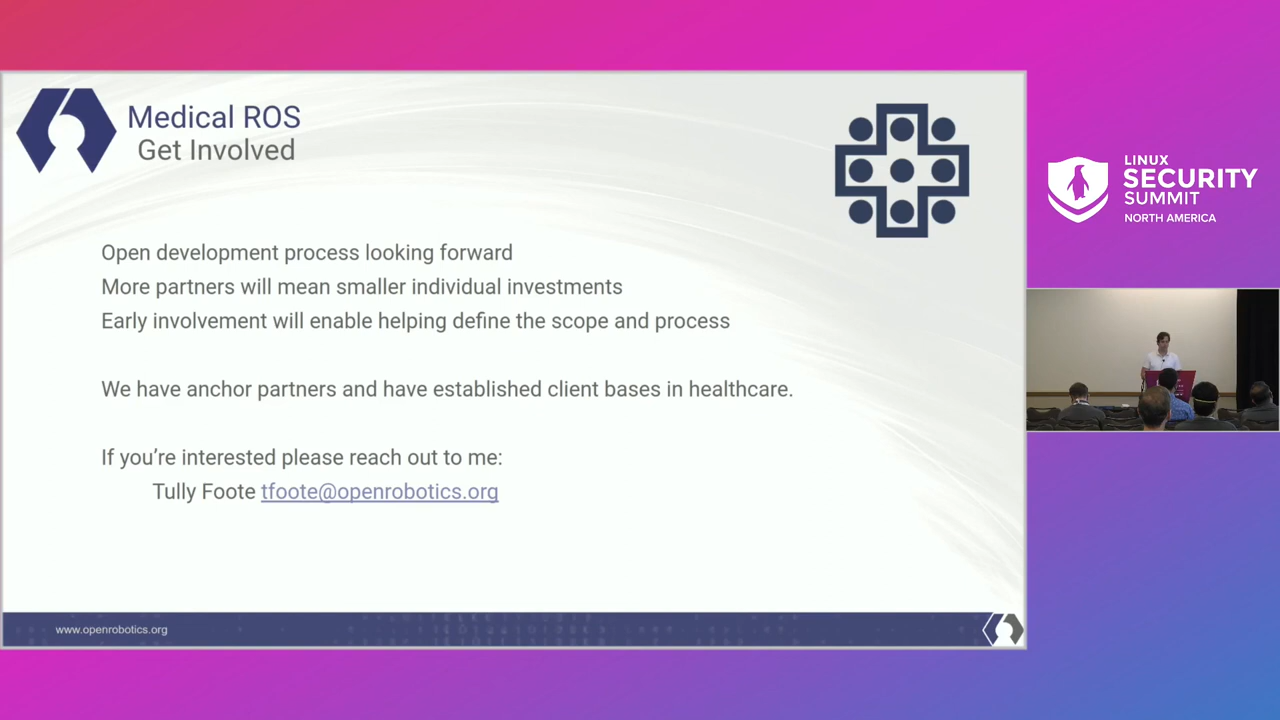 Medical ROS
Get Involved
Open development process looking forward
More partners will mean smaller individual investments
Early involvement will enable helping define the scope and process
We have anchor partners and have established client bases in healthcare.
If you’re interested please reach out to me:
Tully Foote tfoote@openrobotics.org
www.openrobotics.org
LINUX
SECURITY
SUMMIT
NORTH AMERICA